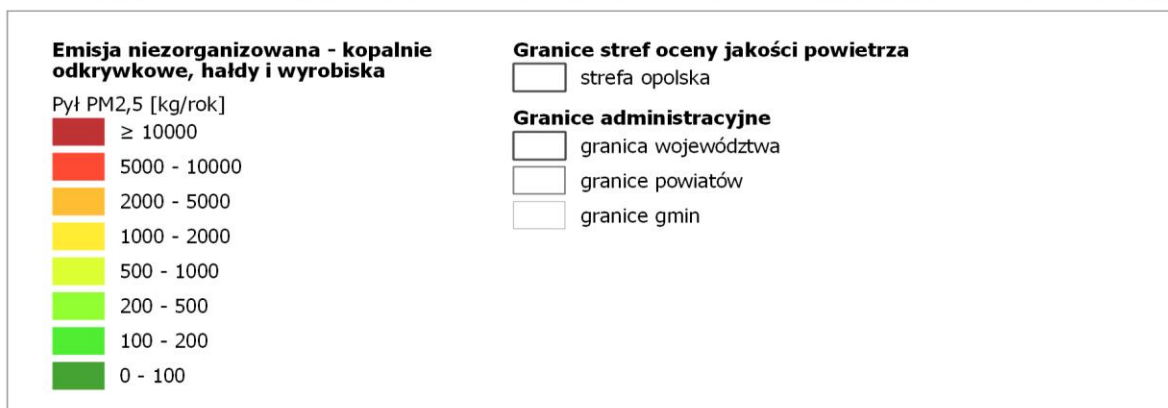 Emisja niezorganizowana - kopalnie
odkrywkowe, hałdy i wyrobiska
Pył PM2,5 [kg/rok]
≥ 10000
5000 - 10000
2000 - 5000
1000 - 2000
500 - 1000
200 - 500
100 - 200
0 - 100
Granice stref oceny jakości powietrza
strefa opolska
Granice administracyjne
granica województwa
granice powiatów
granice gmin